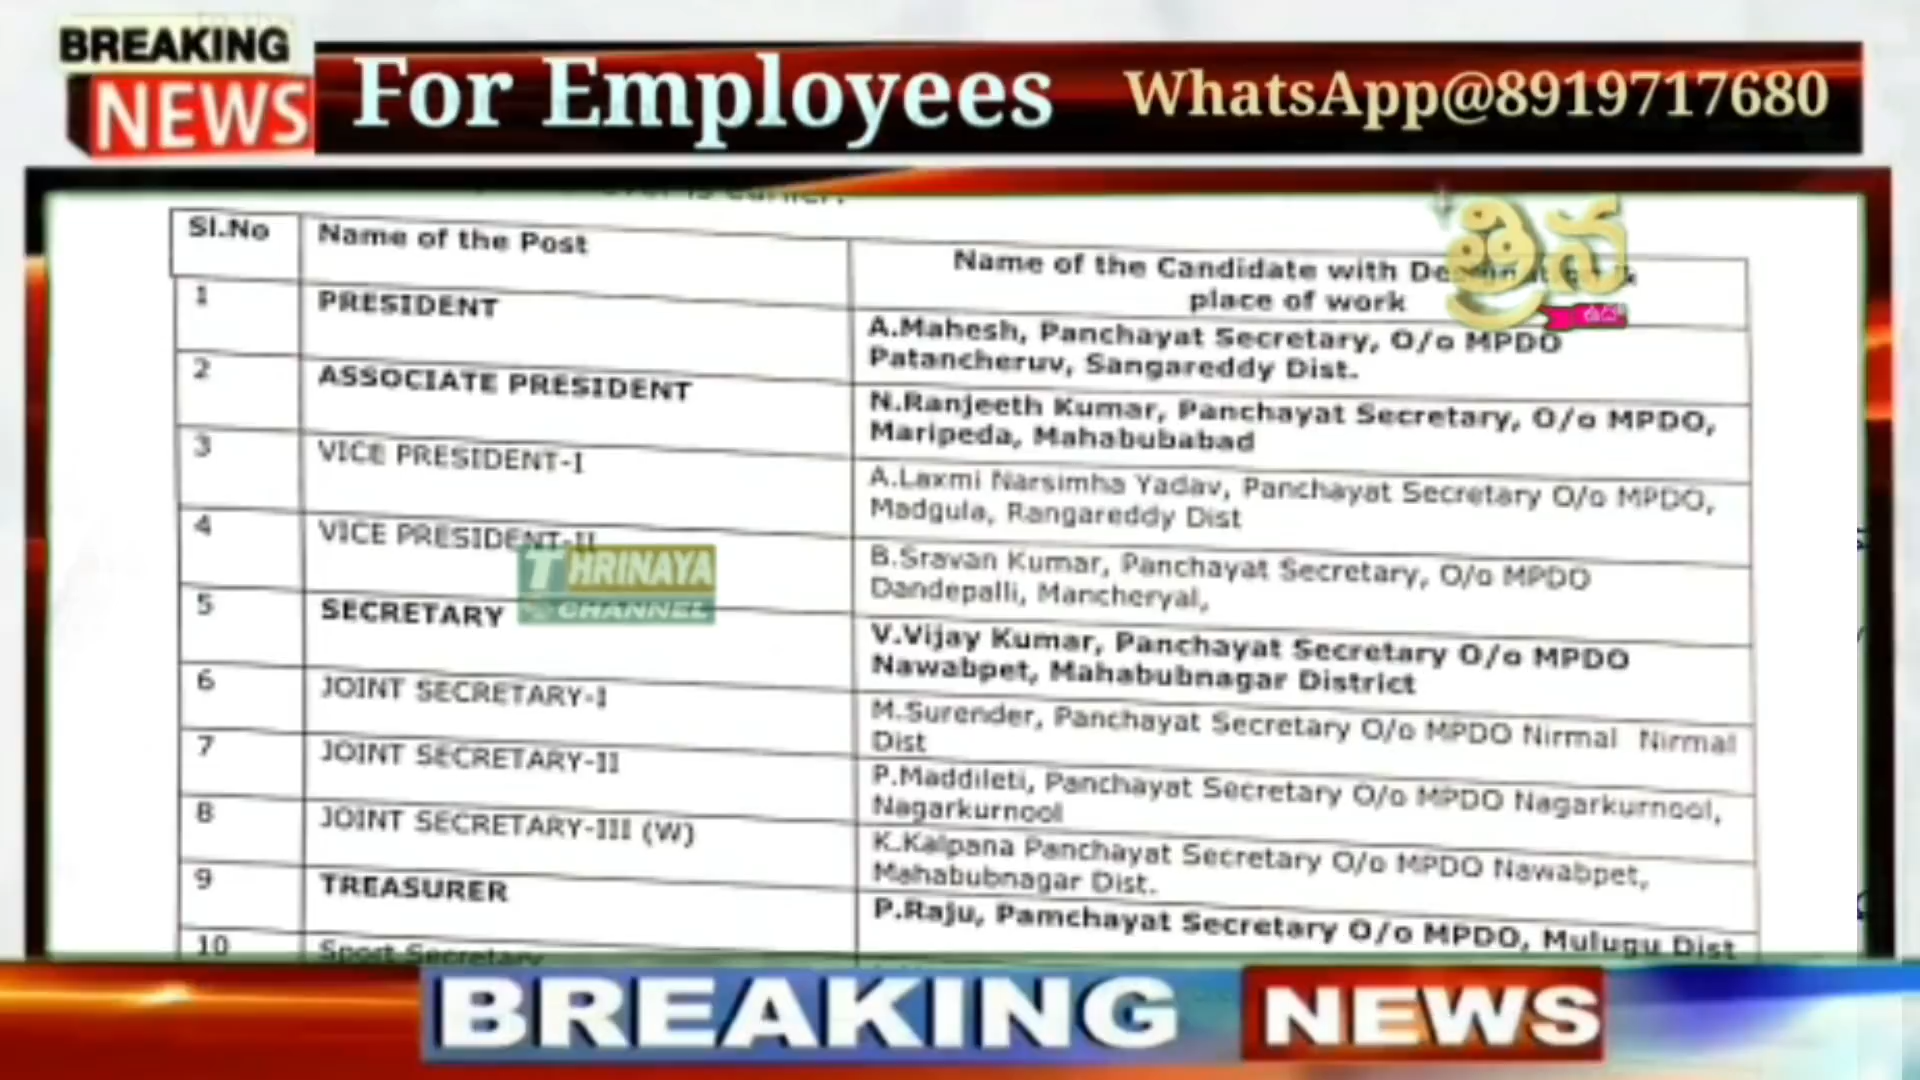 BREAKING
NEWS
For Employees
WhatsApp@8919717680
Sl.No
Name of the Post
Name of the Candidate with
place of work
1
PRESIDENT
A.Mahesh, Panchayat Secretary, O/o MPDO
Patancheruv, Sangareddy Dist.
2
ASSOCIATE PRESIDENT
N.Ranjeeth Kumar, Panchayat Secretary, O/o MPDO,
Maripeda, Mahabubabad
3
VICE PRESIDENT-I
A.Laxmi Narsimha Yadav, Panchayat Secretary O/o MPDO,
Madgula, Rangareddy Dist
4
VICE PRESIDENT-II
B.Sravan Kumar, Panchayat Secretary, O/o MPDO
Dandepalli, Mancheryal,
THRINAYA
CHANNEL
5
SECRETARY
V.Vijay Kumar, Panchayat Secretary O/o MPDO
Nawabpet, Mahabubnagar District
6
JOINT SECRETARY-I
M.Surender, Panchayat Secretary O/o MPDO Nirmal Nirmal
Dist
7
JOINT SECRETARY-II
P.Maddileti, Panchayat Secretary O/o MPDO Nagarkurnool,
Nagarkurnool
8
JOINT SECRETARY-III (W)
K.Kalpana Panchayat Secretary O/o MPDO Nawabpet,
Mahabubnagar Dist.
9
TREASURER
P.Raju, Pamchayat Secretary O/o MPDO, Mulugu Dist
10
Sport Secretary
BREAKING NEWS